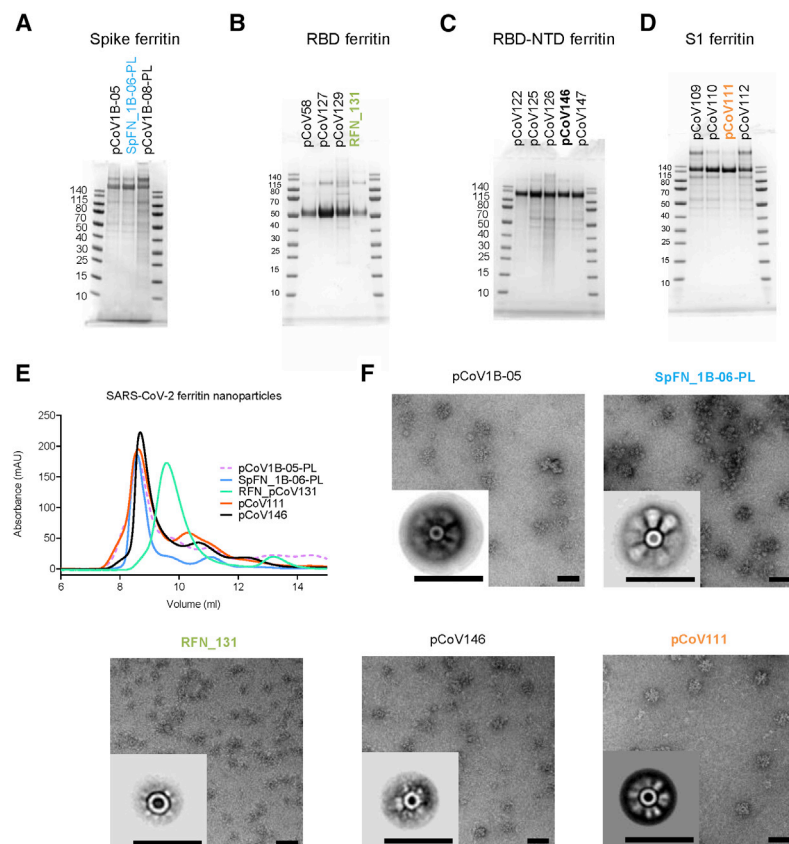 A
Spike ferritin
pCoV1B-05
SpFN_1B-06-PL
pCoV1B-08-PL
140
115
80
70
50
40
30
25
15
10
B
RBD ferritin
pCoV58
pCoV127
pCoV129
RFN_131
140
115
80
70
60
50
40
30
25
15
10
C
RBD-NTD ferritin
pCoV122
pCoV125
pCoV126
pCoV146
pCoV147
140
115
80
70
60
50
40
30
25
15
10
D
S1 ferritin
pCoV109
pCoV110
pCoV111
pCoV112
140
115
80
70
60
50
40
30
25
15
10
E
SARS-CoV-2 ferritin nanoparticles
Absorbance (mAU)
250
200
150
100
50
0
6
8
10
12
14
Volume (ml)
pCoV1B-05-PL
SpFN_1B-06-PL
RFN_pCoV131
pCoV111
pCoV146
F
pCoV1B-05
SpFN_1B-06-PL
RFN_131
pCoV146
pCoV111